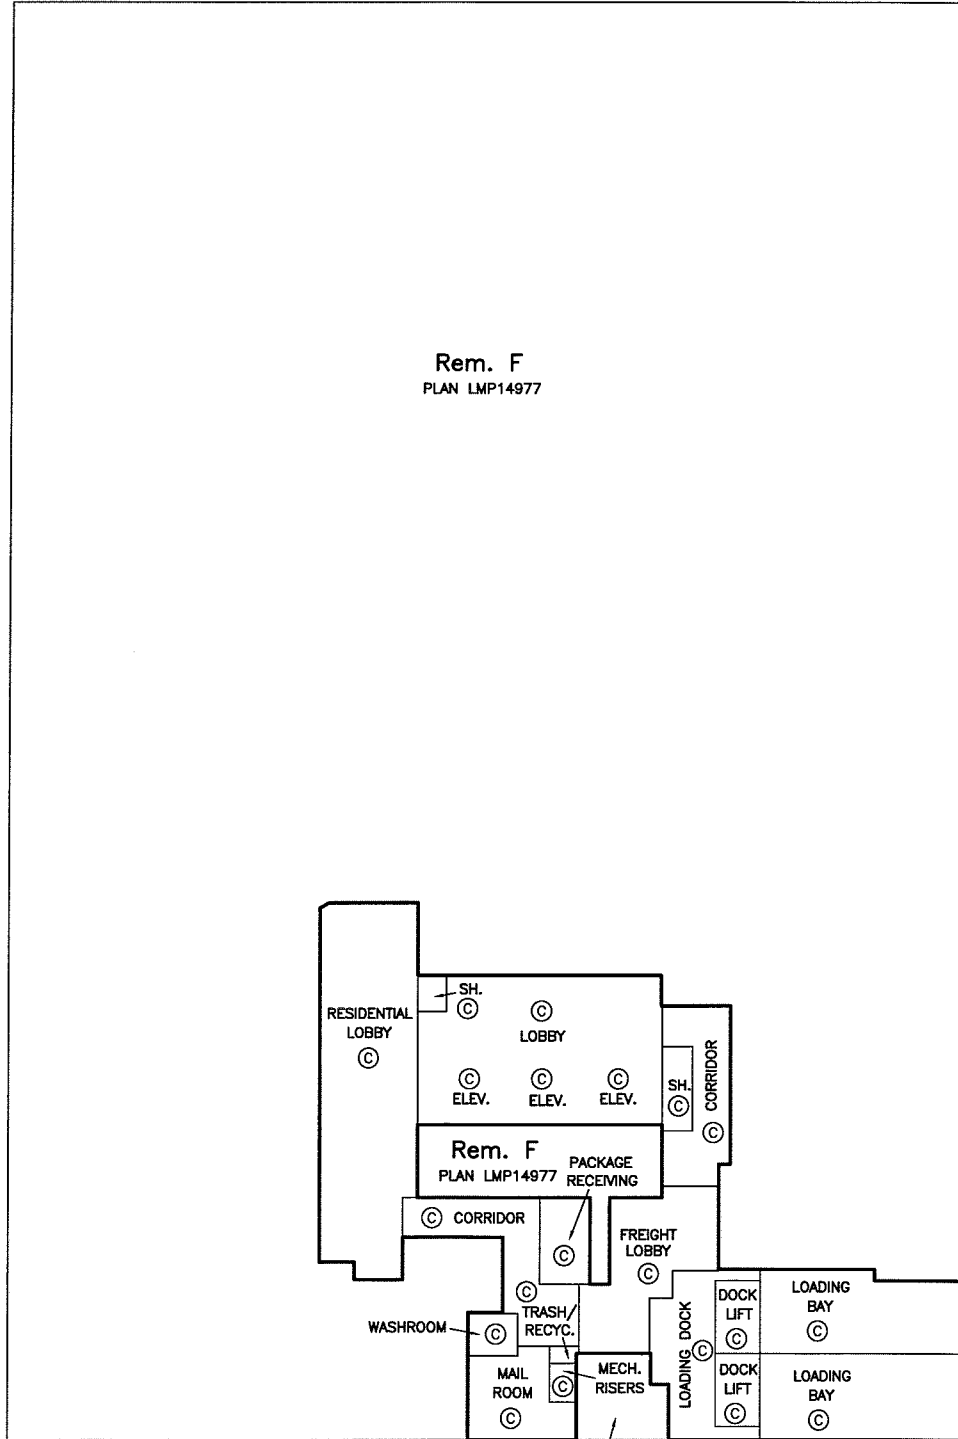 Rem. F
PLAN LMP14977
SH.
RESIDENTIAL
LOBBY
C
C
C
LOBBY
C
ELEV.
C
ELEV.
C
ELEV.
SH.
C
CORRIDOR
C
Rem. F
PLAN LMP14977
PACKAGE
RECEIVING
C CORRIDOR
C
FREIGHT
LOBBY
C
C
TRASH/
RECYC.
WASHROOM
C
MAIL
ROOM
C
C
MECH.
RISERS
LOADING DOCK
C
DOCK
LIFT
C
LOADING
BAY
C
DOCK
LIFT
C
LOADING
BAY
C